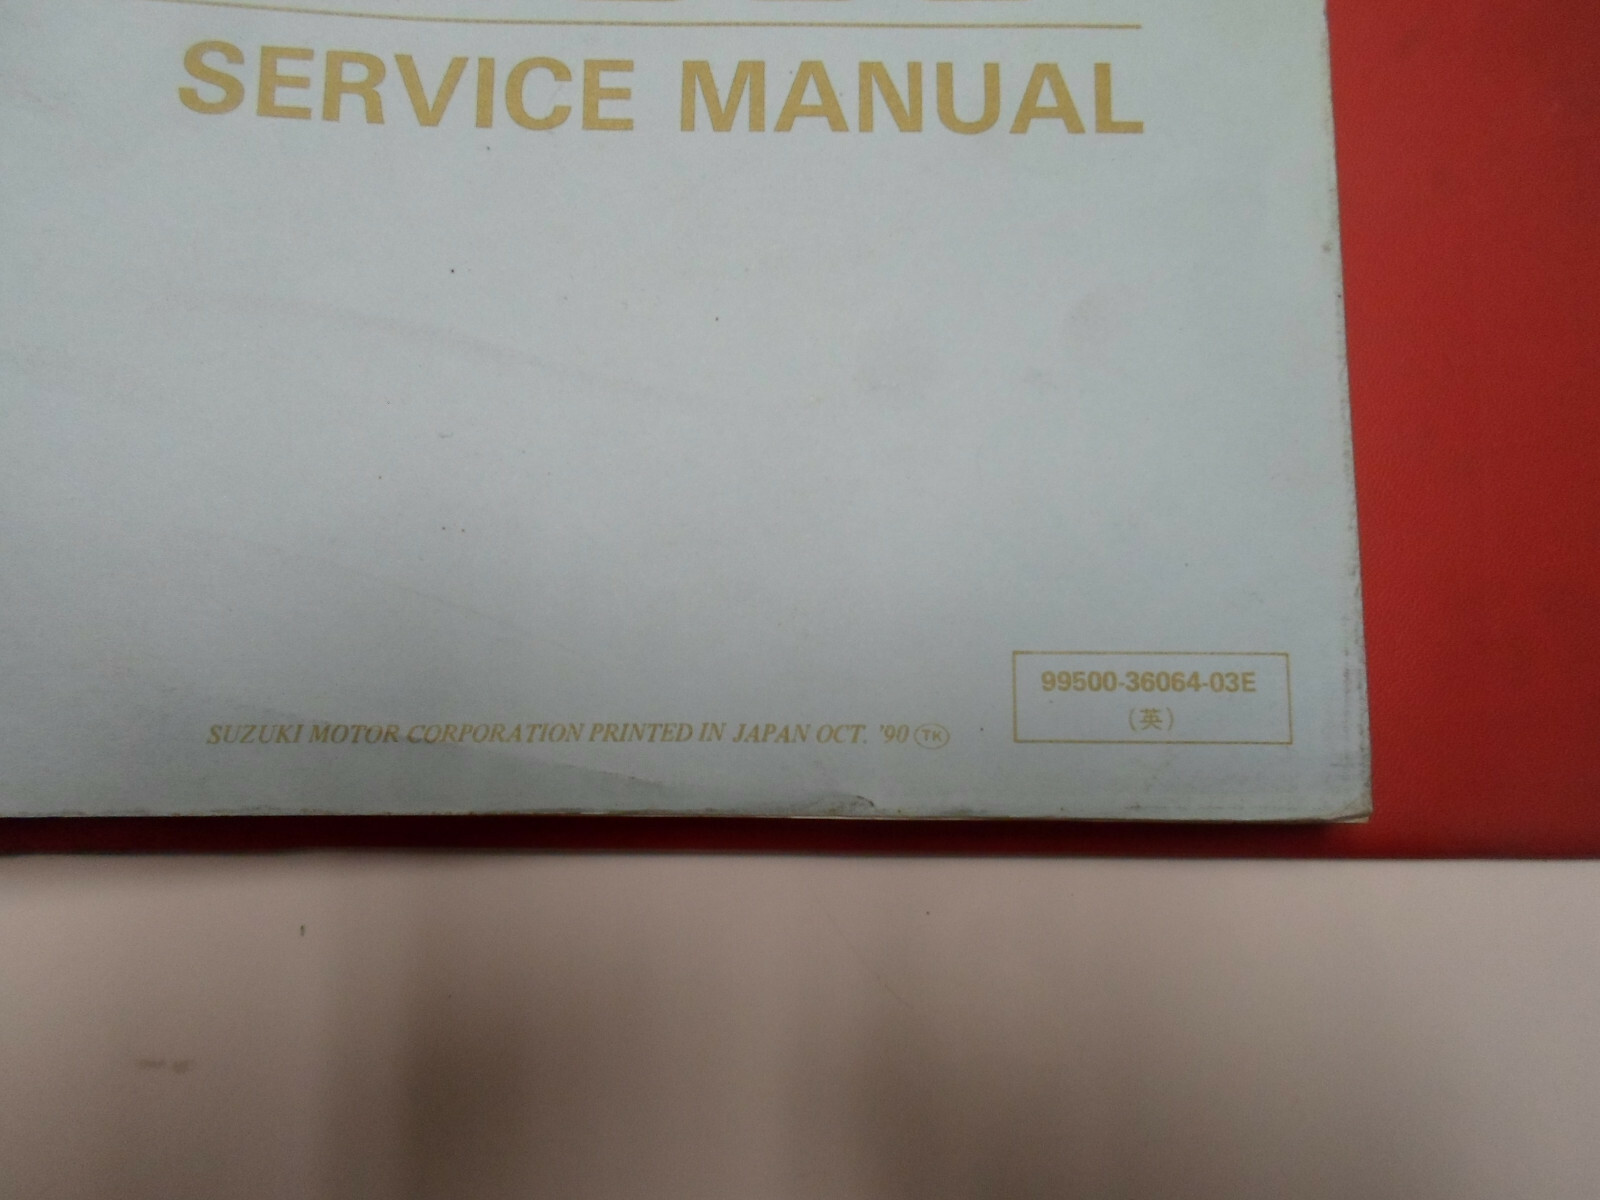 SERVICE MANUAL
99500-36064-03E
(英)
SUZUKI MOTOR CORPORATION PRINTED IN JAPAN OCT. '90 TK